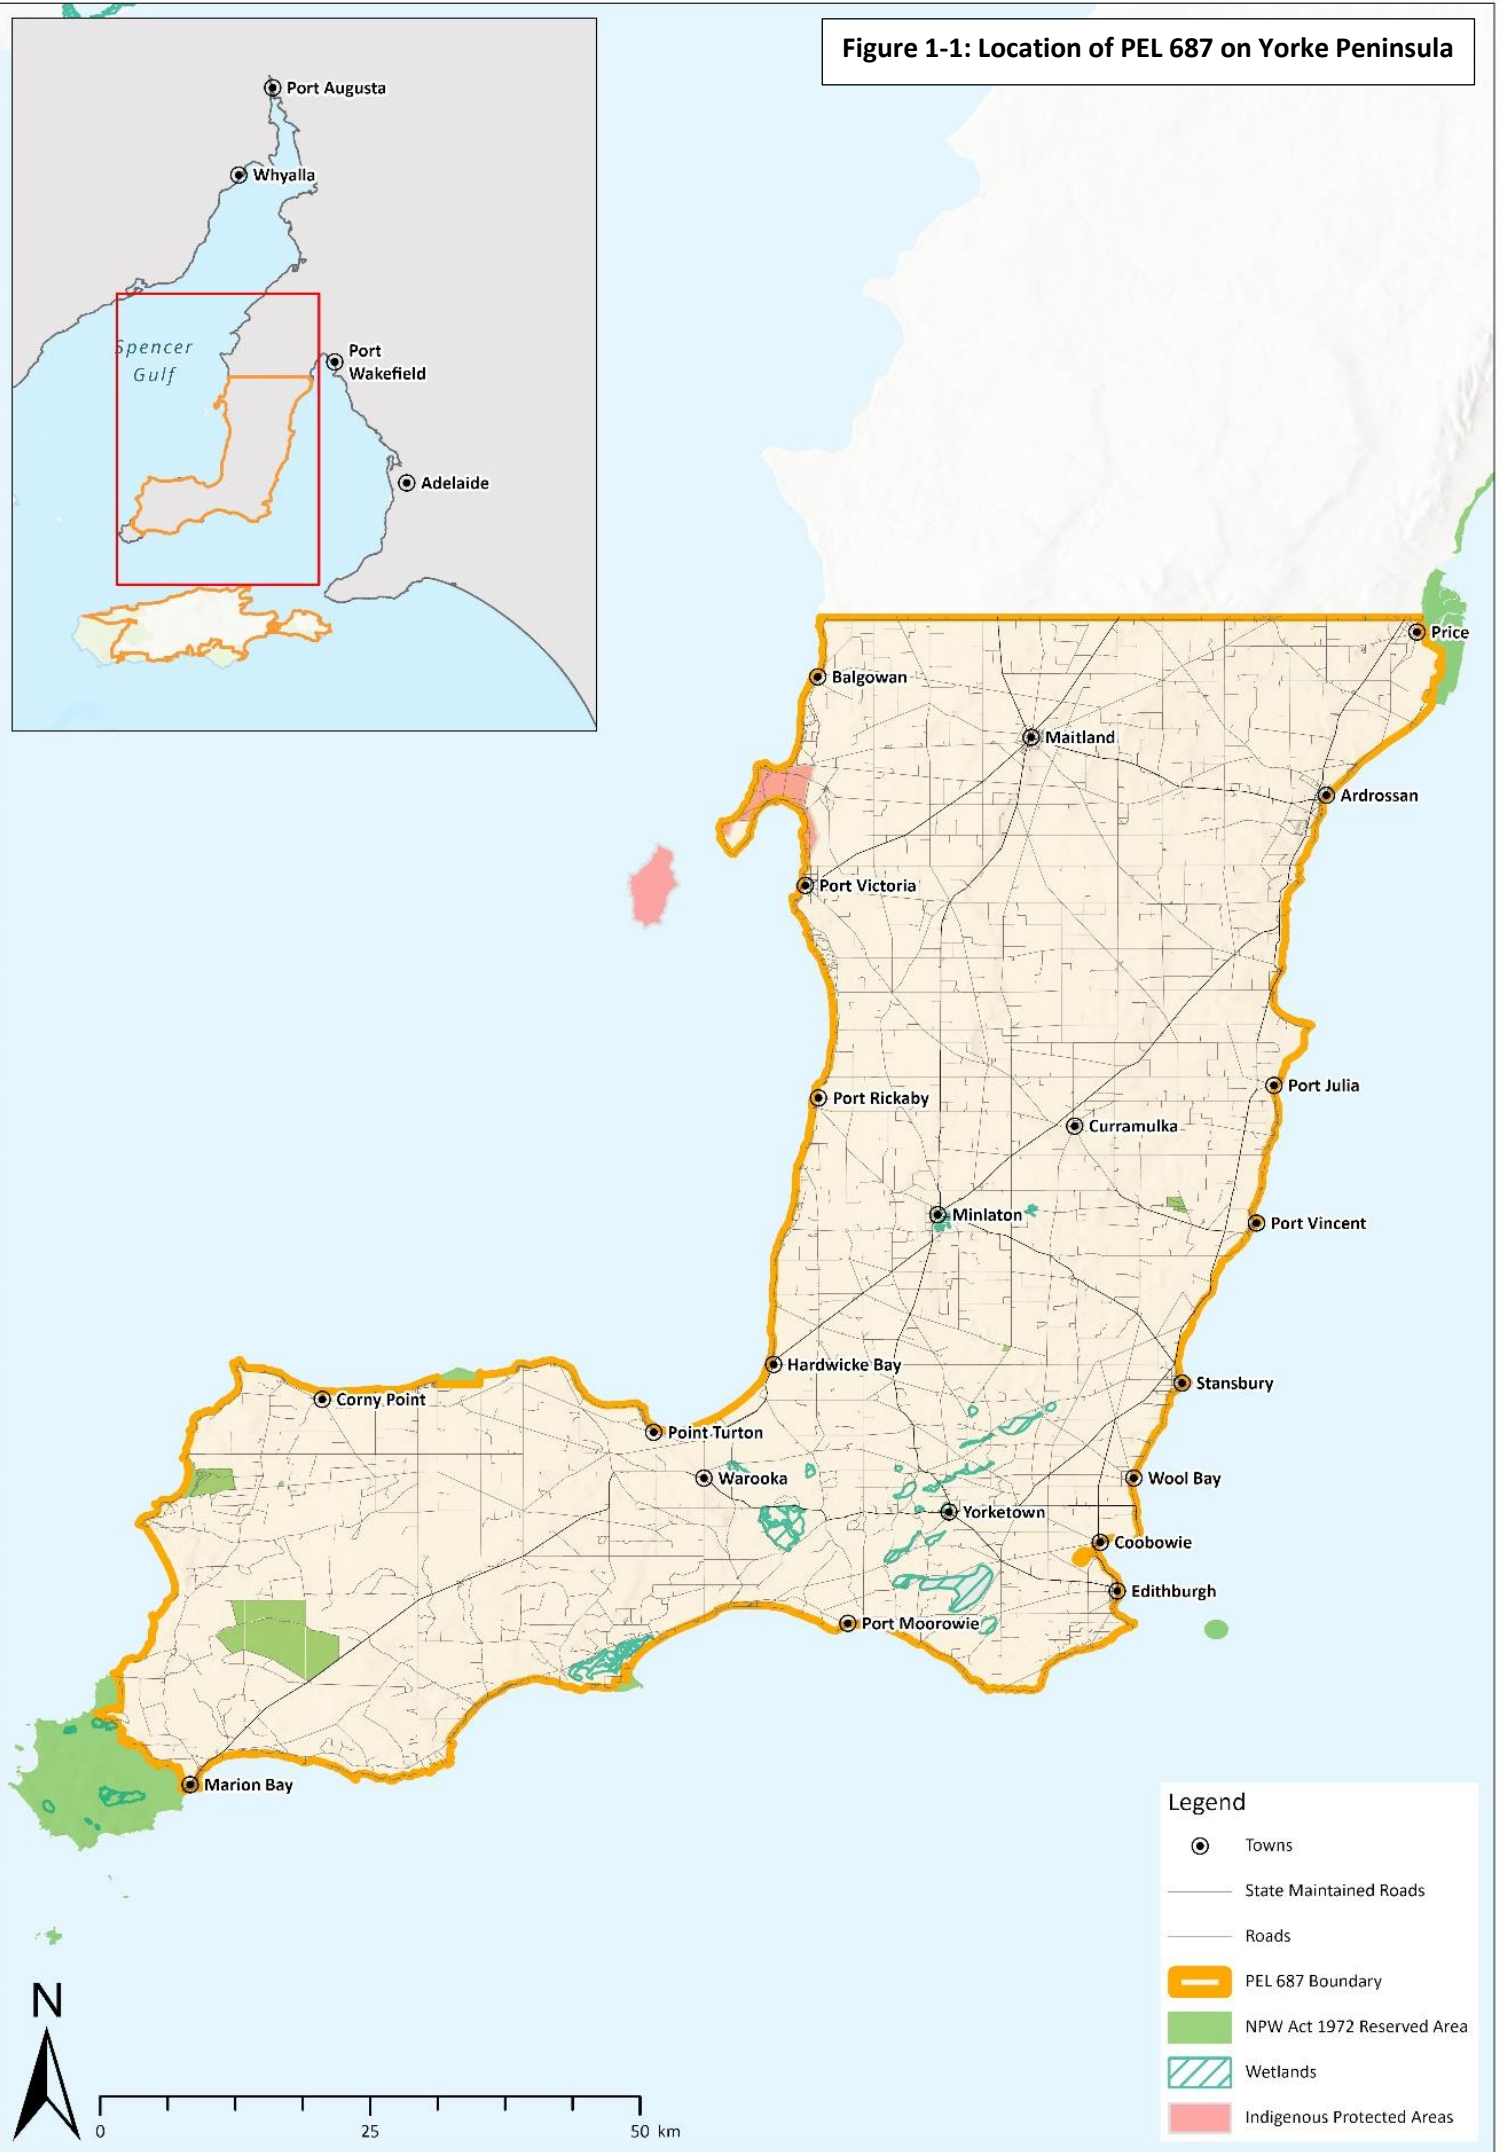 Figure 1-1: Location of PEL 687 on Yorke Peninsula
Port Augusta
Whyalla
Spencer
Gulf
Port
Wakefield
Adelaide
Price
Balgowan
Maitland
Ardrossan
Port Victoria
Port Julia
Port Rickaby
Curramulka
Minlaton
Port Vincent
Hardwicke Bay
Stansbury
Corny Point
Point Turton
Warooka
Wool Bay
Yorketown
Coobowie
Edithburgh
Port Moorowie
Marion Bay
Legend
Towns
State Maintained Roads
Roads
PEL 687 Boundary
NPW Act 1972 Reserved Area
Wetlands
Indigenous Protected Areas
N
0 25 50 km